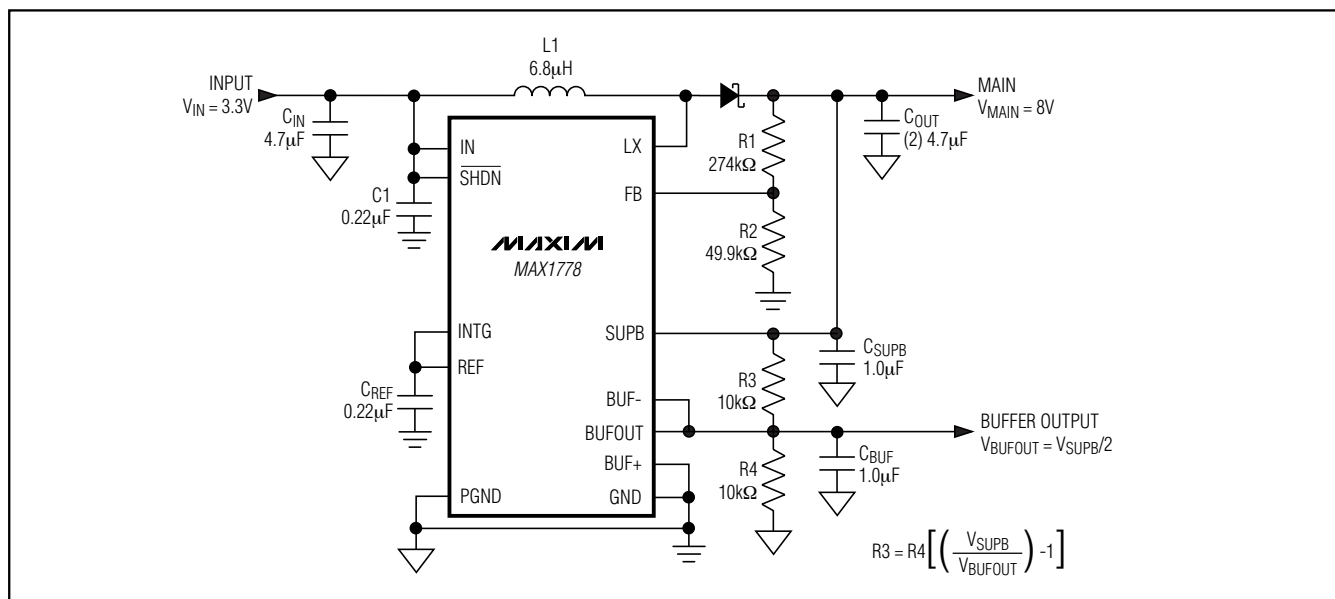 L1
6.8µH
INPUT
V_IN = 3.3V
C_IN
4.7µF
MAIN
V_MAIN = 8V
C_OUT
(2) 4.7µF
IN
SHDN
LX
FB
R1
274kΩ
C1
0.22µF
R2
49.9kΩ
MAXIM
MAX1778
INTG
REF
C_REF
0.22µF
SUPB
C_SUPB
1.0µF
R3
10kΩ
BUF-
BUFOUT
BUFFER OUTPUT
V_BUFOUT = V_SUPB/2
C_BUF
1.0µF
BUF+
R4
10kΩ
PGND
GND
R3 = R4[(V_SUPB/V_BUFOUT) -1]